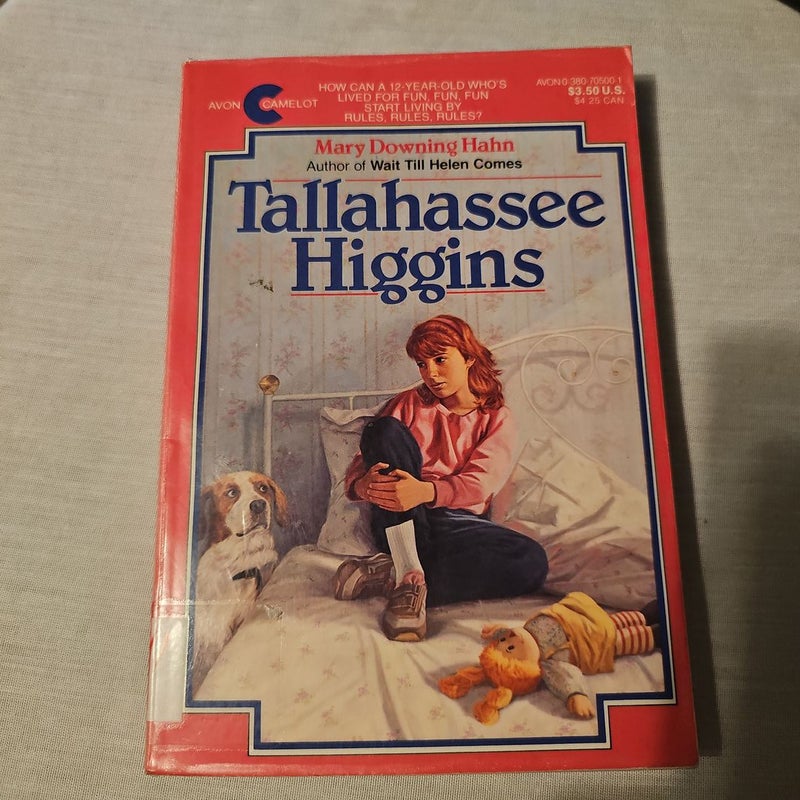 AVON CAMELOT
HOW CAN A 12-YEAR-OLD WHO'S
LIVED FOR FUN, FUN, FUN
START LIVING BY
RULES, RULES, RULES?
AVON 0-380-70500-1
$3.50 U.S.
$4.25 CAN
Mary Downing Hahn
Author of Wait Till Helen Comes
Tallahassee
Higgins